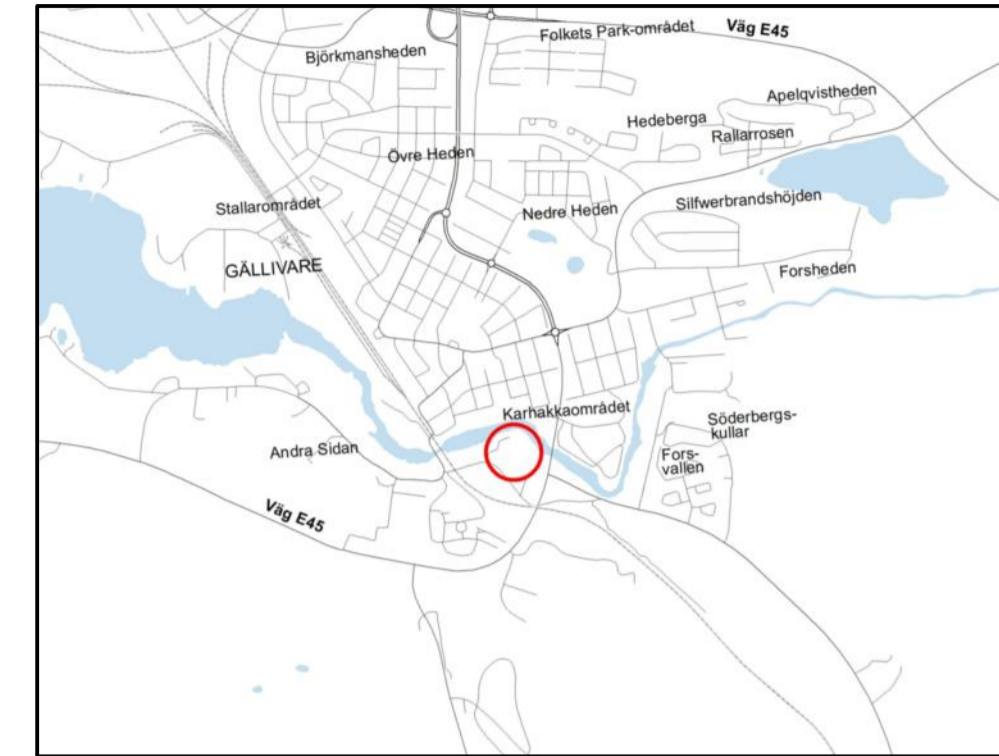 Folkets Park-området
Väg E45
Björkmansheden
Apelqvistheden
Hedeberga
Rallarrosen
Övre Heden
Stallarområdet
Nedre Heden
Silfwerbrandshöjden
GÄLLIVARE
Forsheden
Karhakkaområdet
Söderbergs-
kullar
Andra Sidan
Fors-
vallen
Väg E45